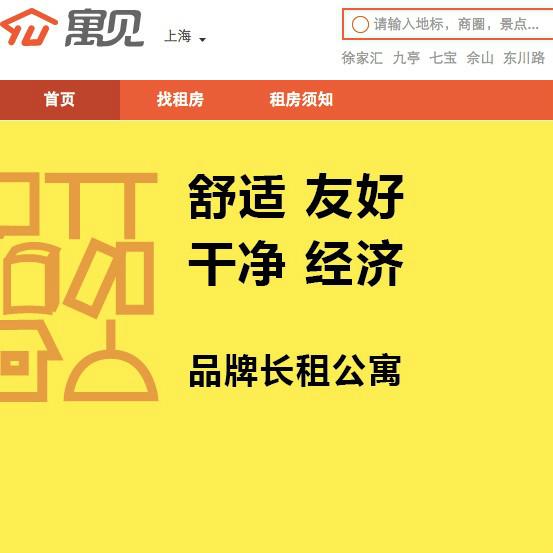 寓见
上海
请输入地标，商圈，景点...
徐家汇 九亭 七宝 佘山 东川路
首页 找租房 租房须知
舒适 友好
干净 经济
品牌长租公寓